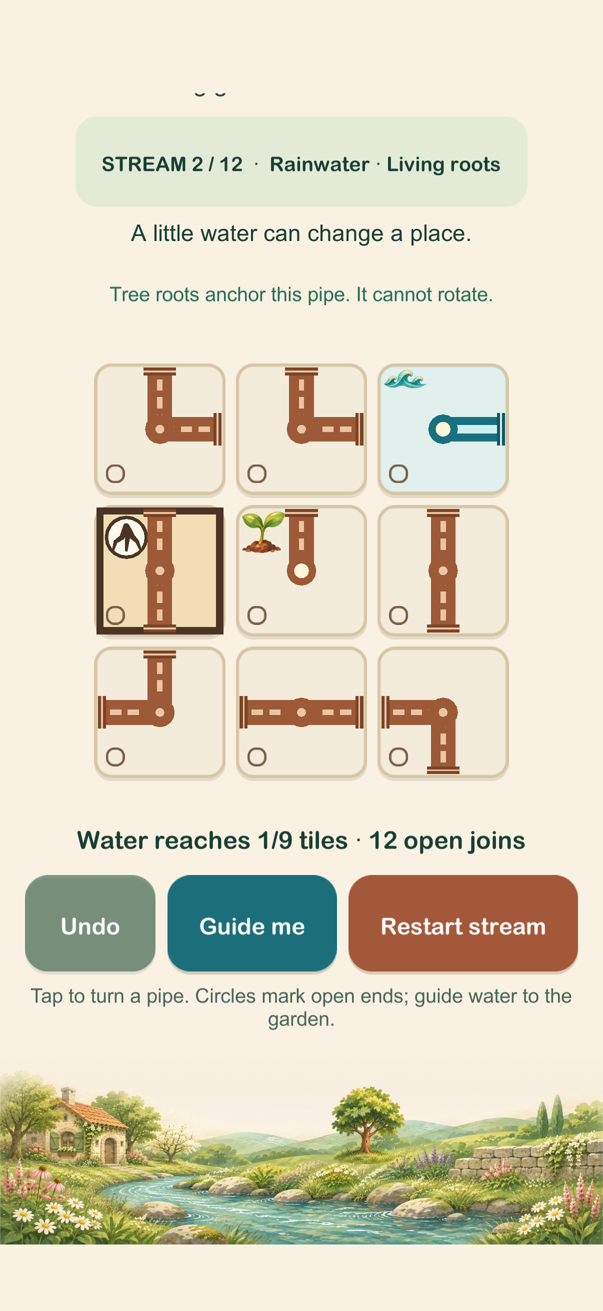 STREAM 2 / 12 · Rainwater · Living roots
A little water can change a place.
Tree roots anchor this pipe. It cannot rotate.
Water reaches 1/9 tiles · 12 open joins
Undo
Guide me
Restart stream
Tap to turn a pipe. Circles mark open ends; guide water to the
garden.